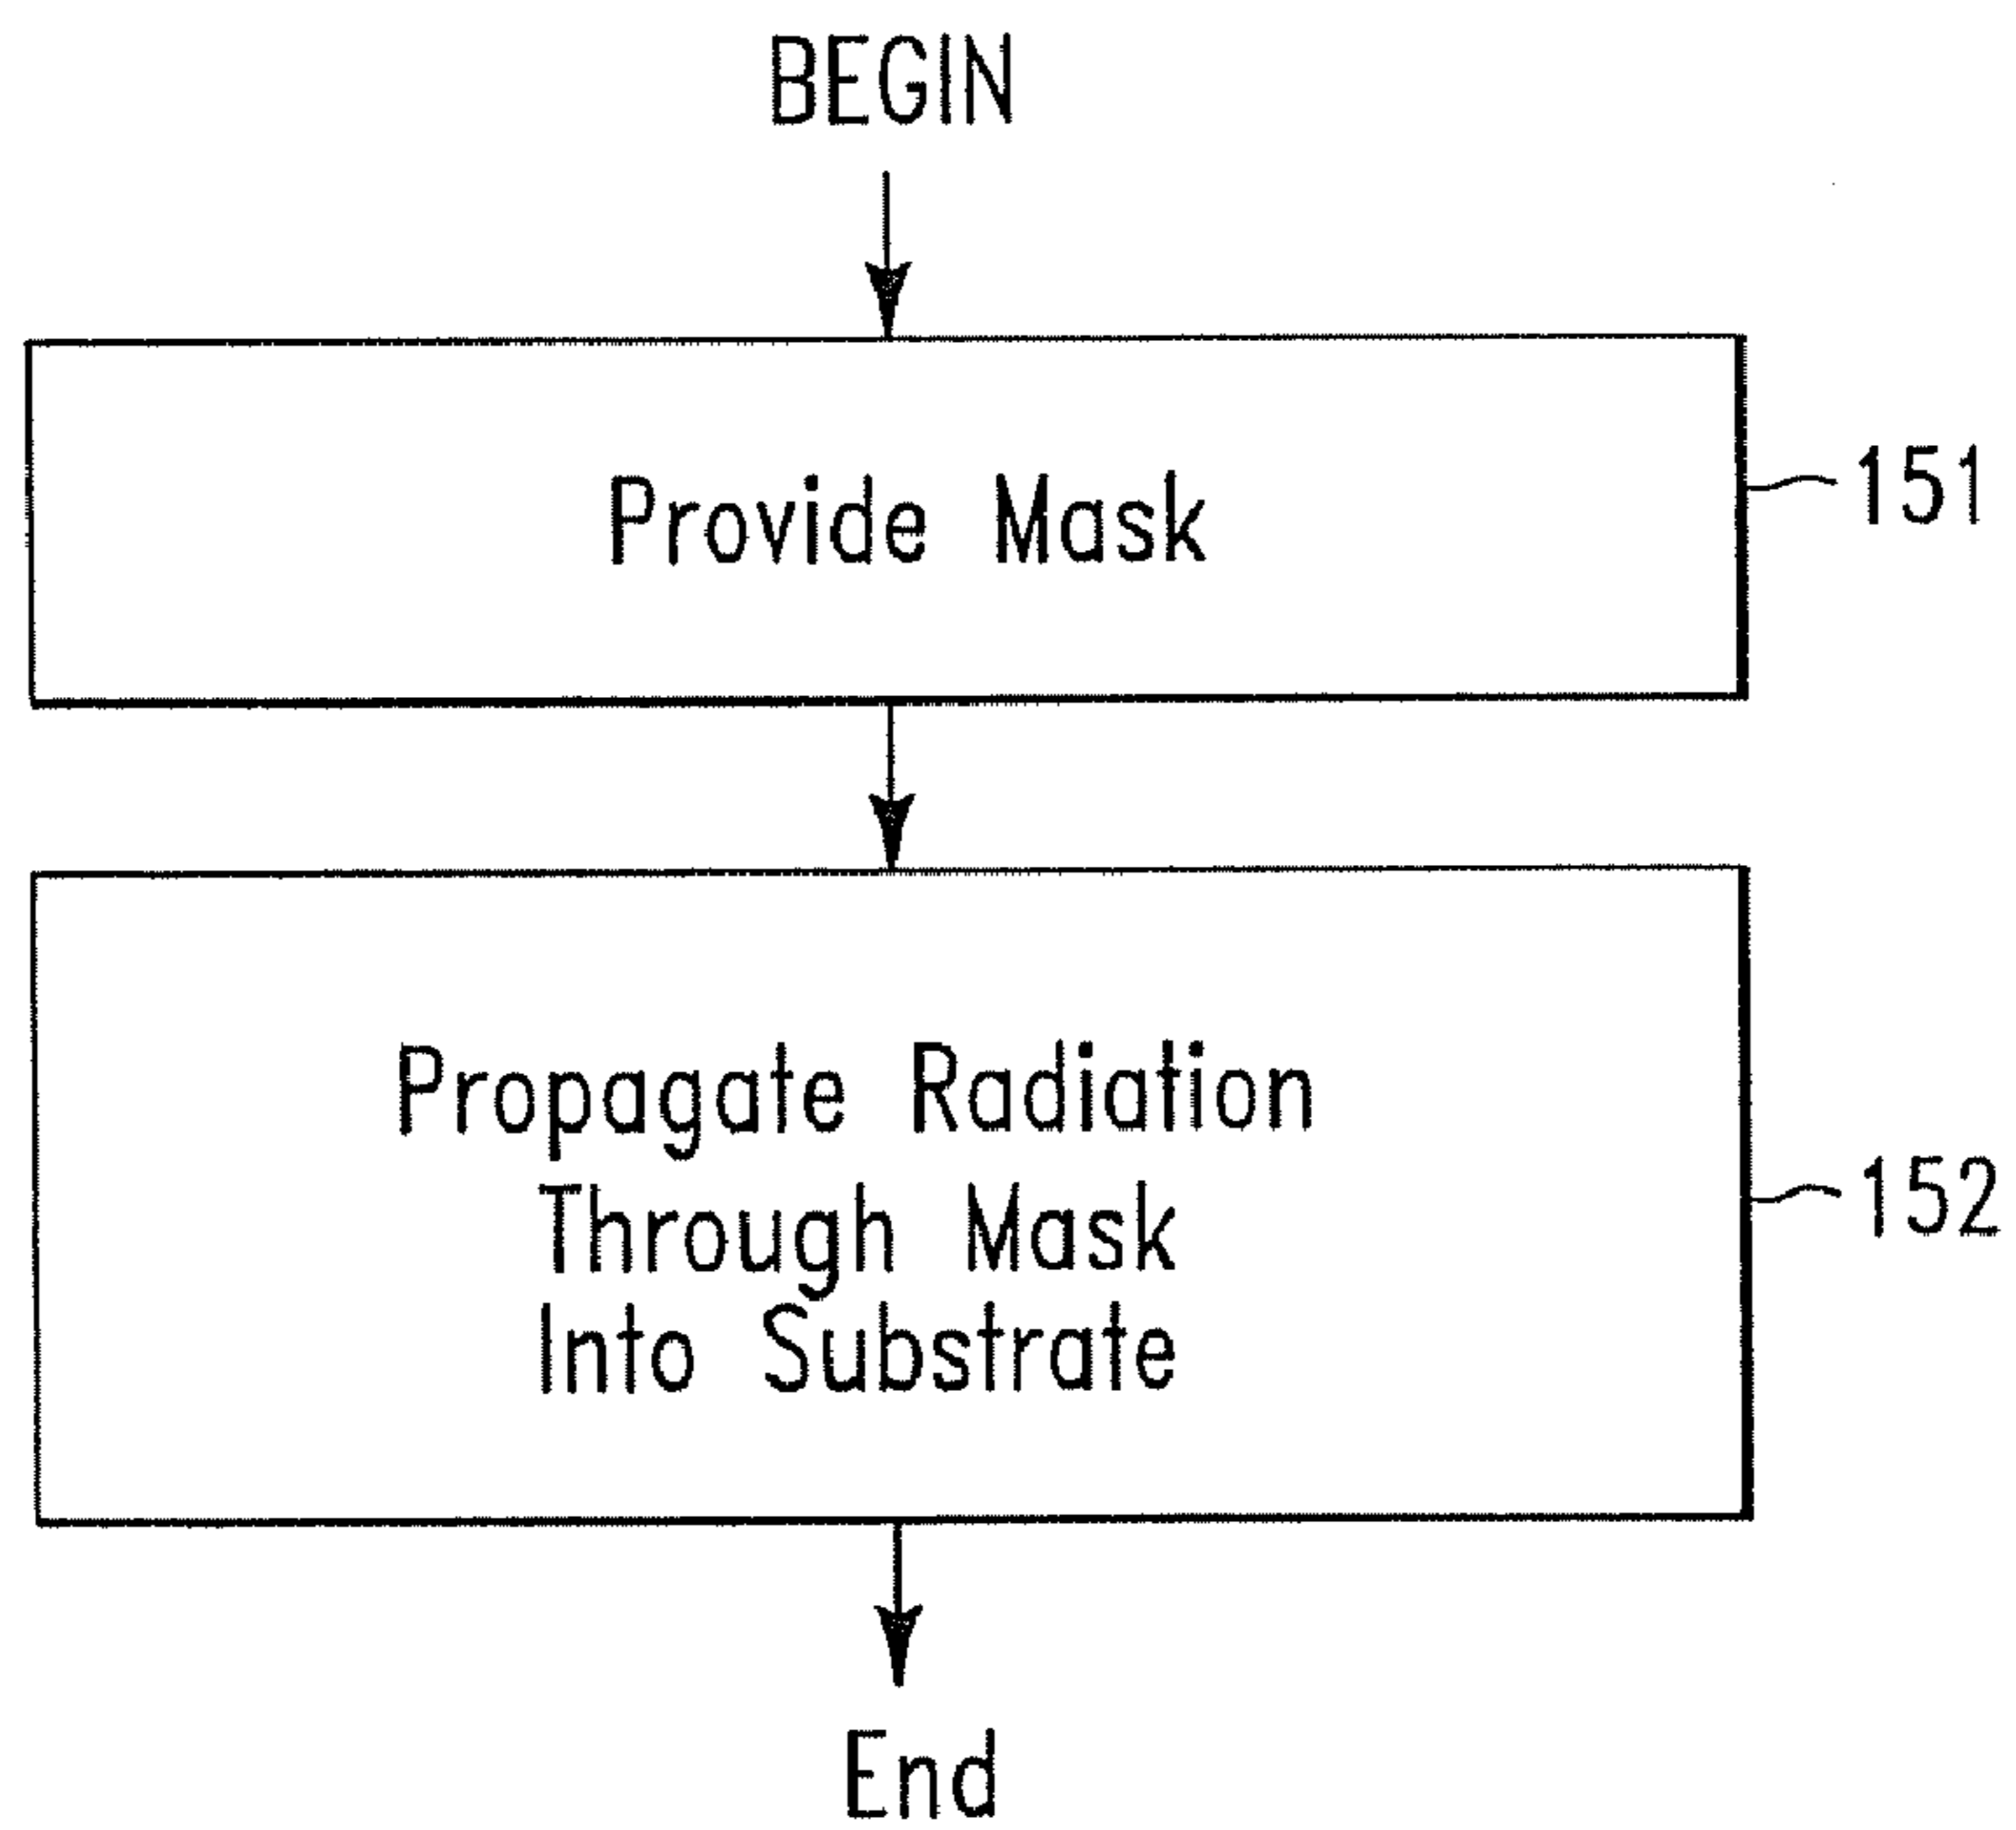 BEGIN
Provide Mask
151
Propagate Radiation
Through Mask
Into Substrate
152
End